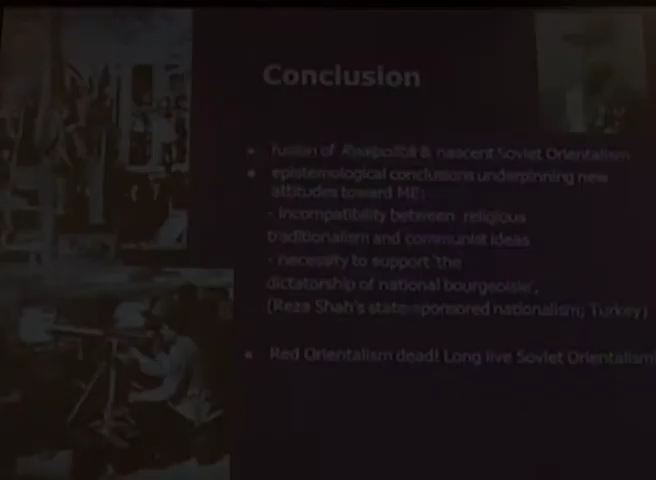 Conclusion
• fusion of Realpolitik & nascent Soviet Orientalism
• epistemological conclusions underpinning new
attitudes toward ME:
- incompatibility between religious
traditionalism and communist ideas
- necessity to support 'the
dictatorship of national bourgeoisie',
(Reza Shah's state-sponsored nationalism; Turkey)
• Red Orientalism dead! Long live Soviet Orientalism!